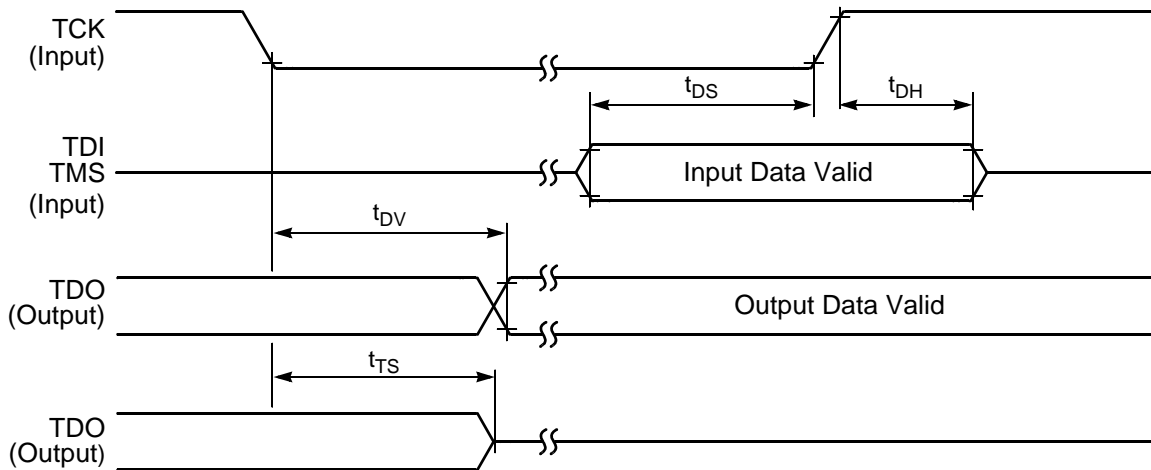 TCK
(Input)
tDS
tDH
TDI
TMS
(Input)
Input Data Valid
tDV
TDO
(Output)
Output Data Valid
tTS
TDO
(Output)